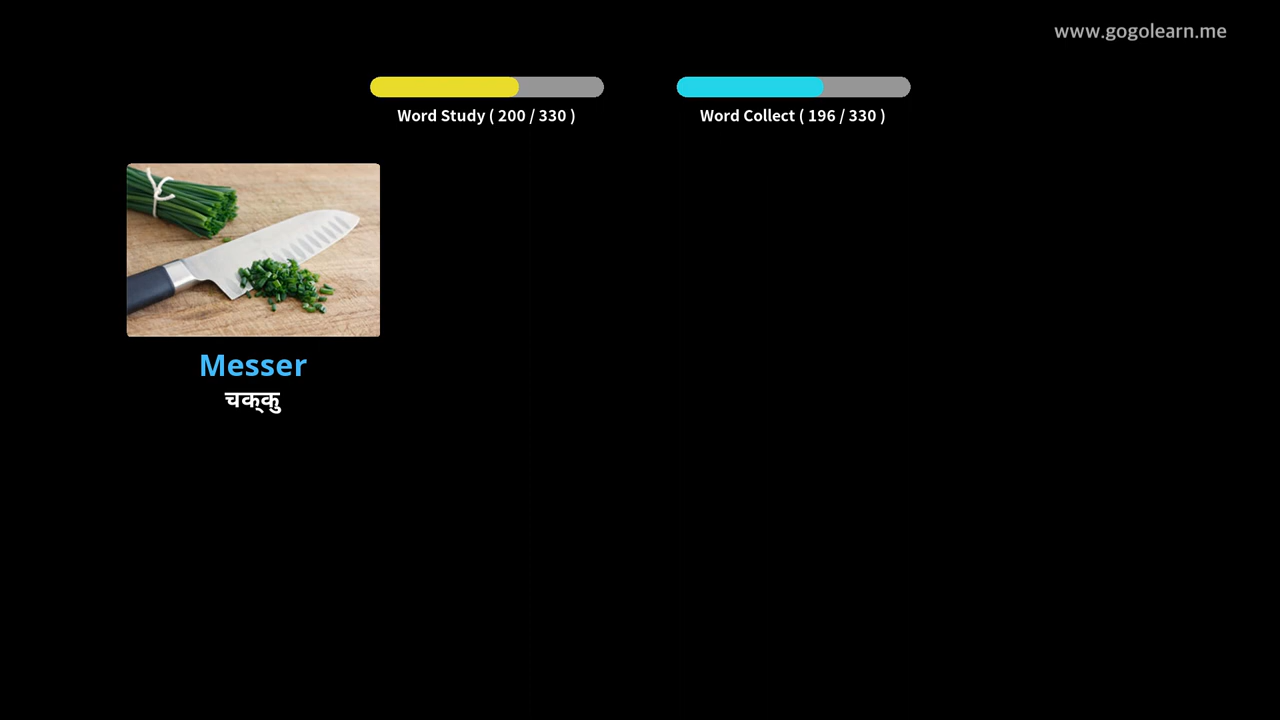 www.gogolearn.me
Word Study ( 200 / 330 )
Word Collect ( 196 / 330 )
Messer
चक्कु